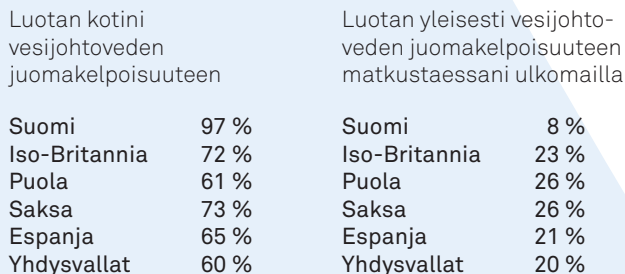 Luotan kotini
vesijohtoveden
juomakelpoisuuteen
Suomi 97 %
Iso-Britannia 72 %
Puola 61 %
Saksa 73 %
Espanja 65 %
Yhdysvallat 60 %
Luotan yleisesti vesijohto-
veden juomakelpoisuuteen
matkustaessani ulkomailla
Suomi 8 %
Iso-Britannia 23 %
Puola 26 %
Saksa 26 %
Espanja 21 %
Yhdysvallat 20 %